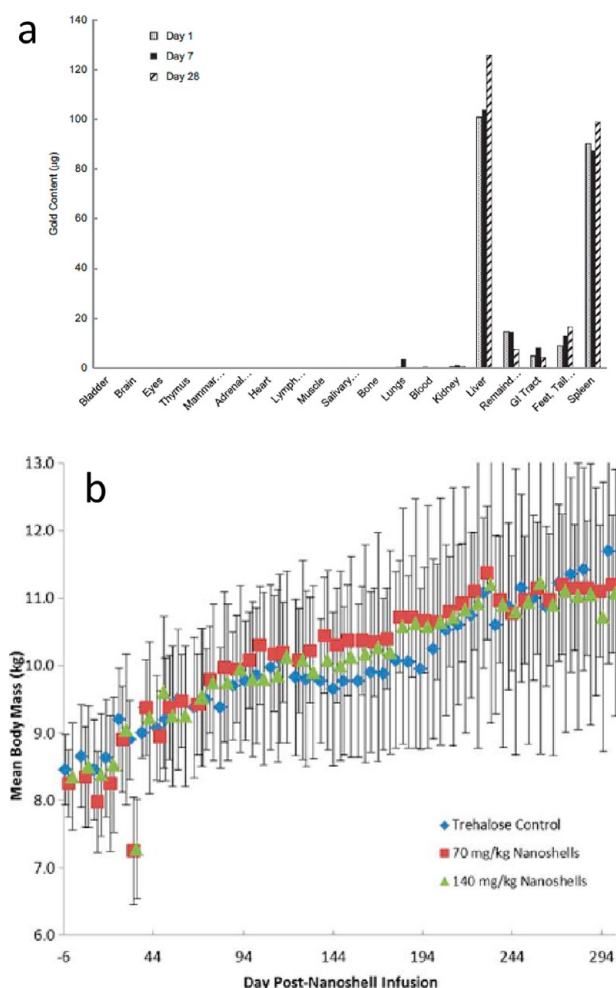 a
Day 1
Day 7
Day 28
Gold Content (µg)
140
120
100
80
60
40
20
0
Bladder
Brain
Eyes
Thymus
Mammar...
Adrenal...
Heart
Lymph...
Muscle
Salivary...
Bone
Lungs
Blood
Kidney
Liver
Remaind...
GI Tract
Feet, Tail...
Spleen
b
Mean Body Mass (kg)
13.0
12.0
11.0
10.0
9.0
8.0
7.0
6.0
Trehalose Control
70 mg/kg Nanoshells
140 mg/kg Nanoshells
-6 44 94 144 194 244 294
Day Post-Nanoshell Infusion